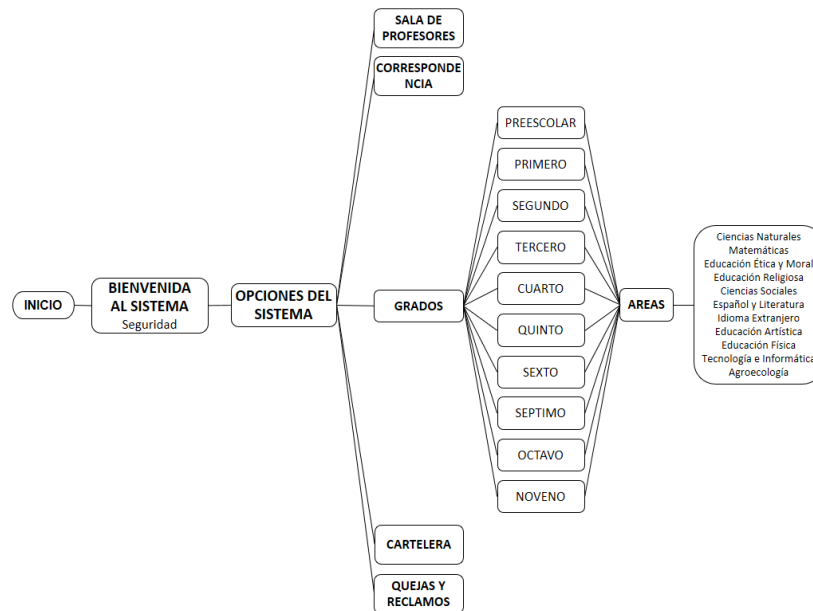 INICIO
BIENVENIDA
AL SISTEMA
Seguridad
OPCIONES DEL
SISTEMA
SALA DE
PROFESORES
CORRESPONDE
NCIA
GRADOS
CARTELERA
QUEJAS Y
RECLAMOS
PREESCOLAR
PRIMERO
SEGUNDO
TERCERO
CUARTO
QUINTO
SEXTO
SEPTIMO
OCTAVO
NOVENO
AREAS
Ciencias Naturales
Matemáticas
Educación Ética y Moral
Educación Religiosa
Ciencias Sociales
Español y Literatura
Idioma Extranjero
Educación Artística
Educación Física
Tecnología e Informática
Agroecología